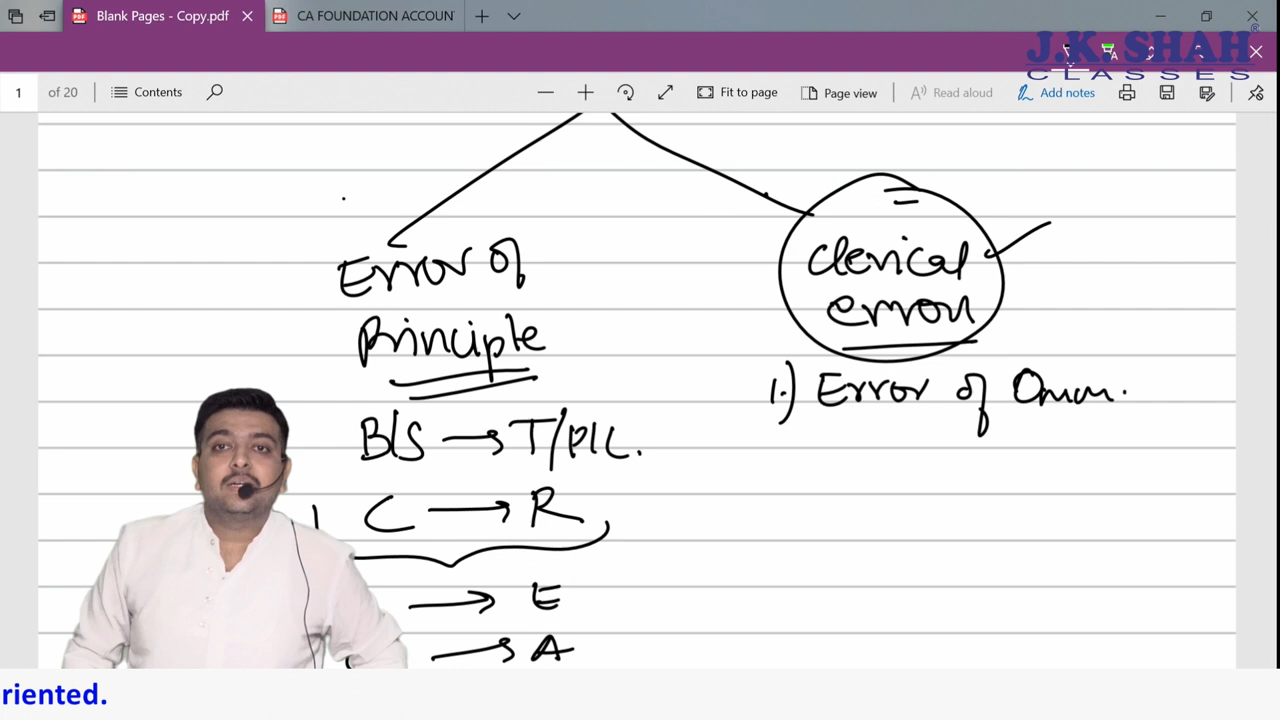 Blank Pages - Copy.pdf
CA FOUNDATION ACCOUN
J.K. SHAH®
CLASSES
1 of 20
Contents
Fit to page
Page view
Read aloud
Add notes
Error of
Principle
B/S → T/P/L.
C → R
→ E
→ A
Clerical
error
1.) Error of Omm.
riented.